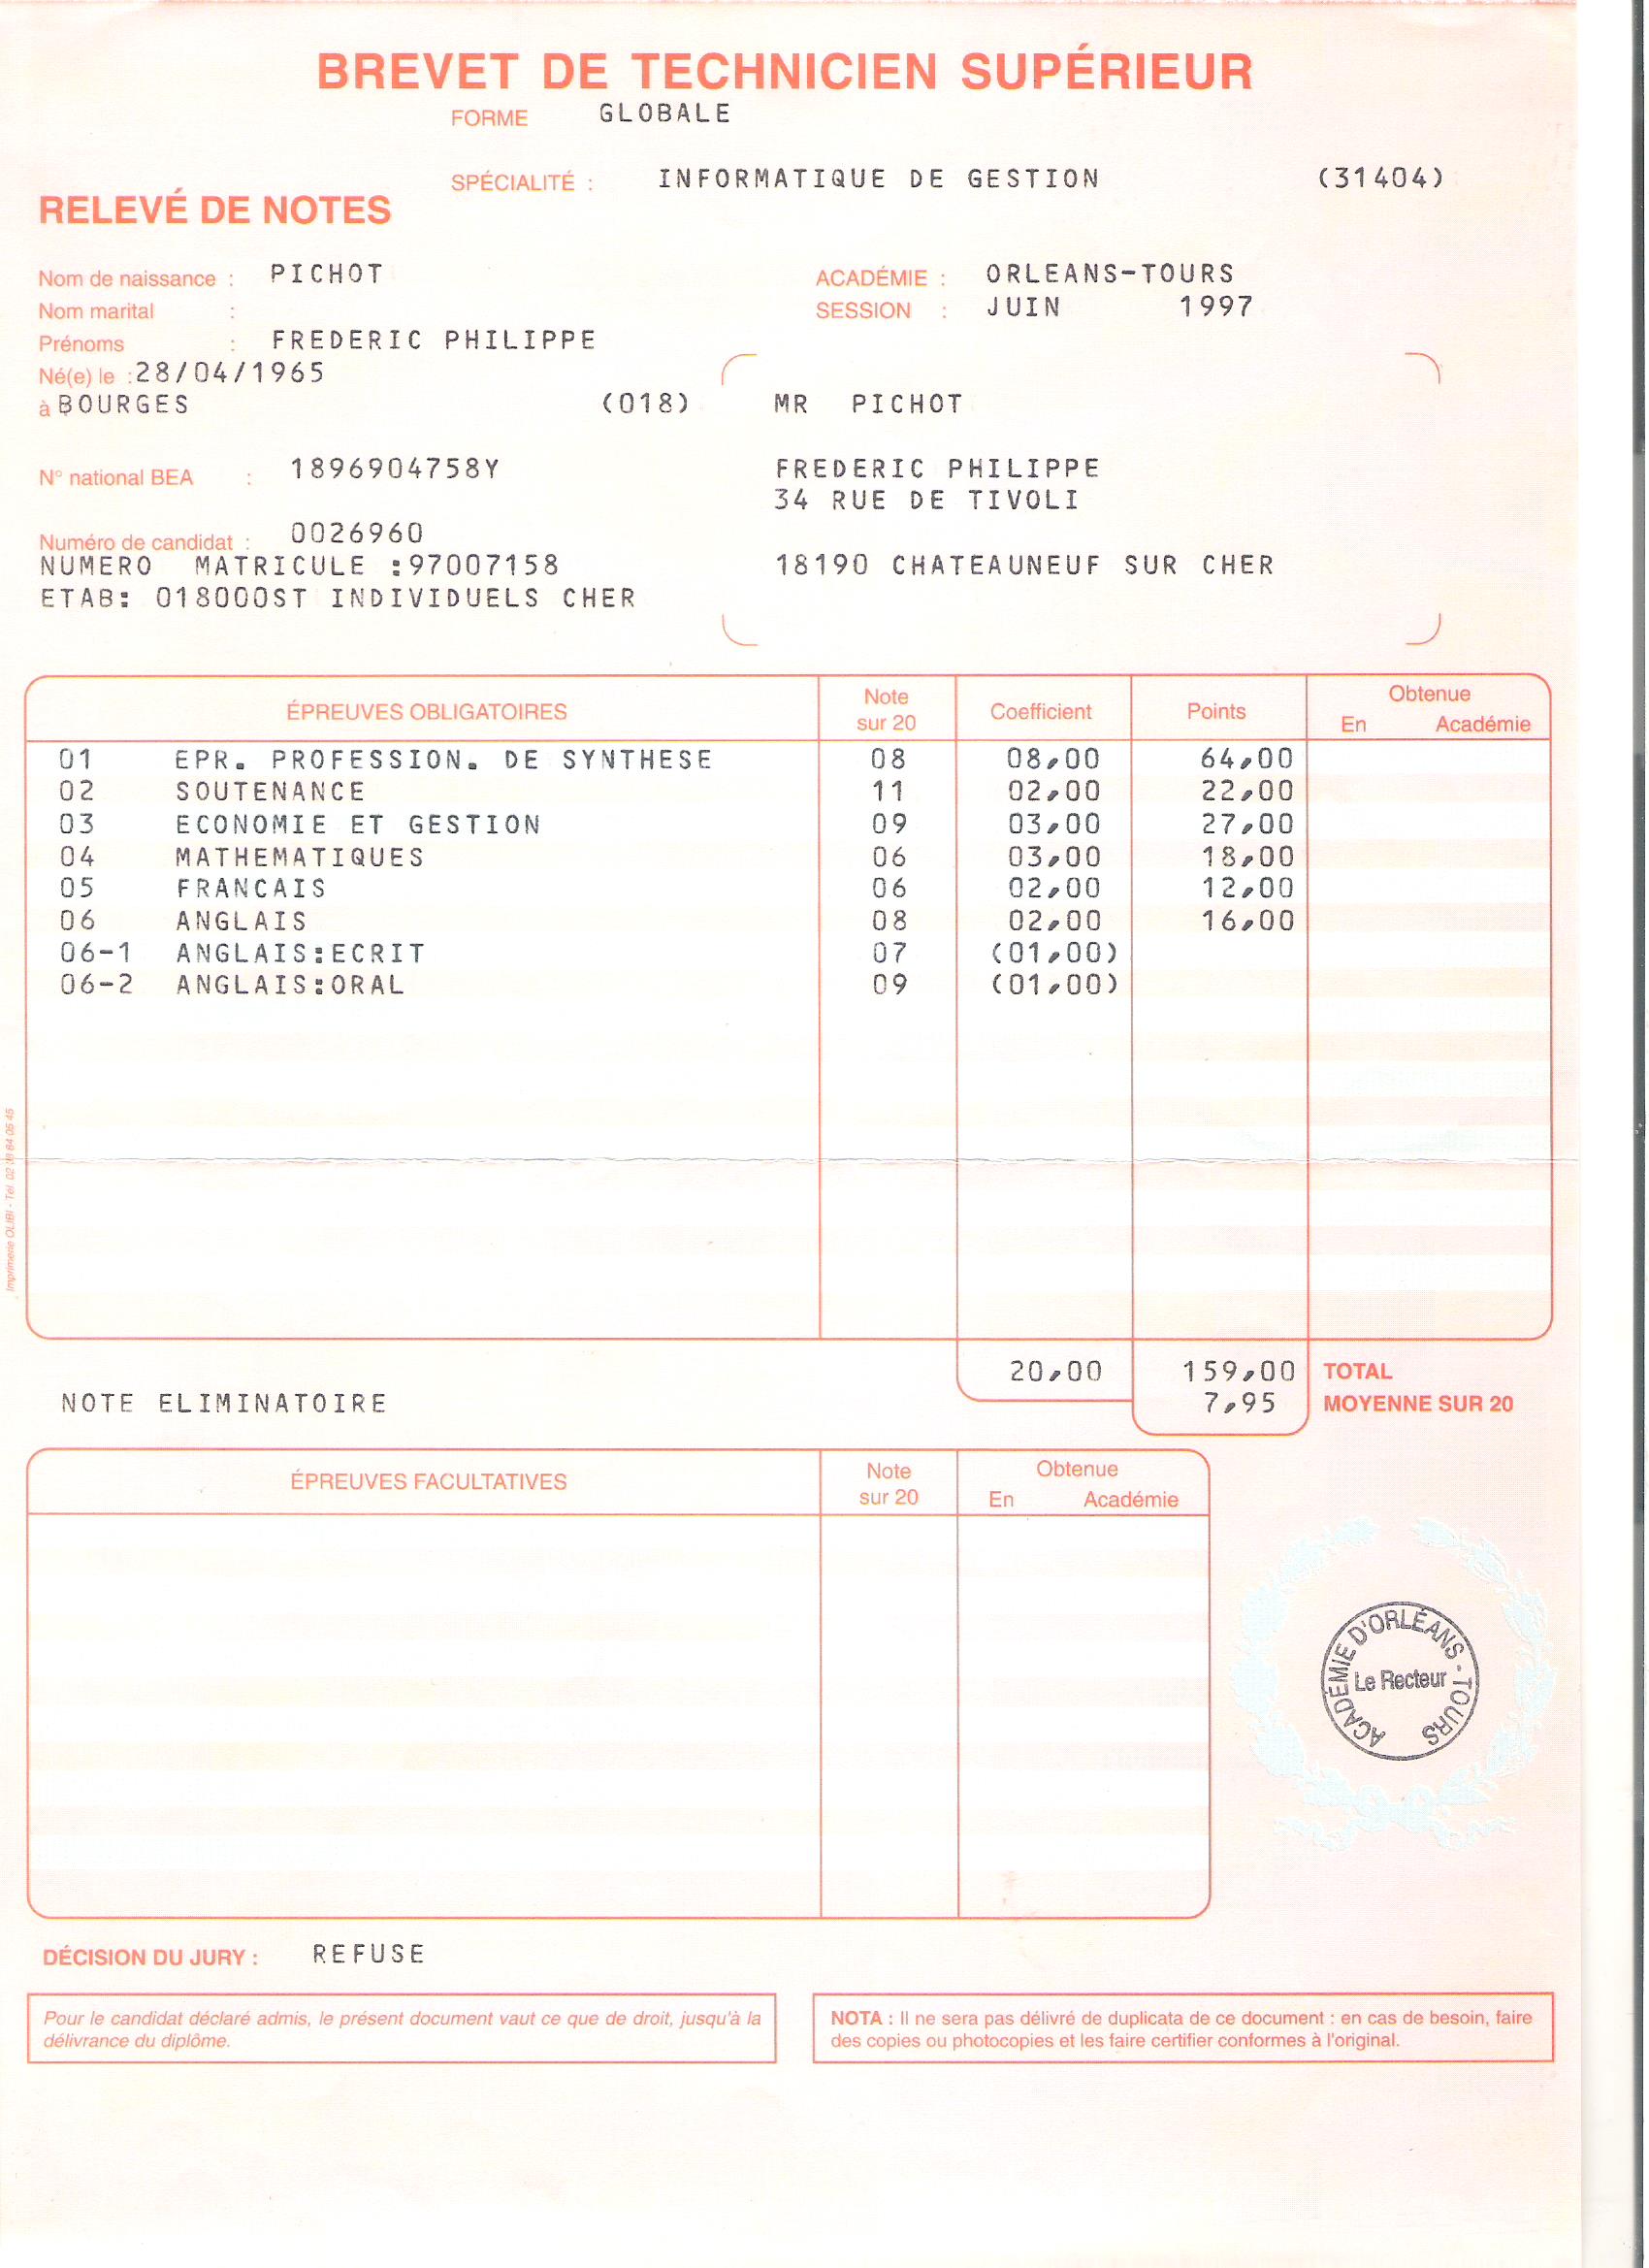 BREVET DE TECHNICIEN SUPÉRIEUR
FORME GLOBALE
SPÉCIALITÉ : INFORMATIQUE DE GESTION (31404)
RELEVÉ DE NOTES
Nom de naissance : PICHOT
ACADÉMIE : ORLEANS-TOURS
Nom marital :
SESSION : JUIN 1997
Prénoms : FREDERIC PHILIPPE
Né(e) le :28/04/1965
à BOURGES (018)
MR PICHOT
N° national BEA : 1896904758Y
FREDERIC PHILIPPE
34 RUE DE TIVOLI
Numéro de candidat : 0026960
NUMERO MATRICULE :97007158
18190 CHATEAUNEUF SUR CHER
ETAB: 018000ST INDIVIDUELS CHER
ÉPREUVES OBLIGATOIRES Note sur 20 Coefficient Points Obtenue En Académie
01 EPR. PROFESSION. DE SYNTHESE 08 08,00 64,00
02 SOUTENANCE 11 02,00 22,00
03 ECONOMIE ET GESTION 09 03,00 27,00
04 MATHEMATIQUES 06 03,00 18,00
05 FRANCAIS 06 02,00 12,00
06 ANGLAIS 08 02,00 16,00
06-1 ANGLAIS:ECRIT 07 (01,00)
06-2 ANGLAIS:ORAL 09 (01,00)
20,00 159,00 TOTAL
NOTE ELIMINATOIRE 7,95 MOYENNE SUR 20
ÉPREUVES FACULTATIVES Note sur 20 Obtenue En Académie
ACADÉMIE D'ORLÉANS - TOURS
Le Recteur
DÉCISION DU JURY : REFUSE
Pour le candidat déclaré admis, le présent document vaut ce que de droit, jusqu'à la
délivrance du diplôme.
NOTA : Il ne sera pas délivré de duplicata de ce document : en cas de besoin, faire
des copies ou photocopies et les faire certifier conformes à l'original.
Imprimerie OLIBI - Tél 02